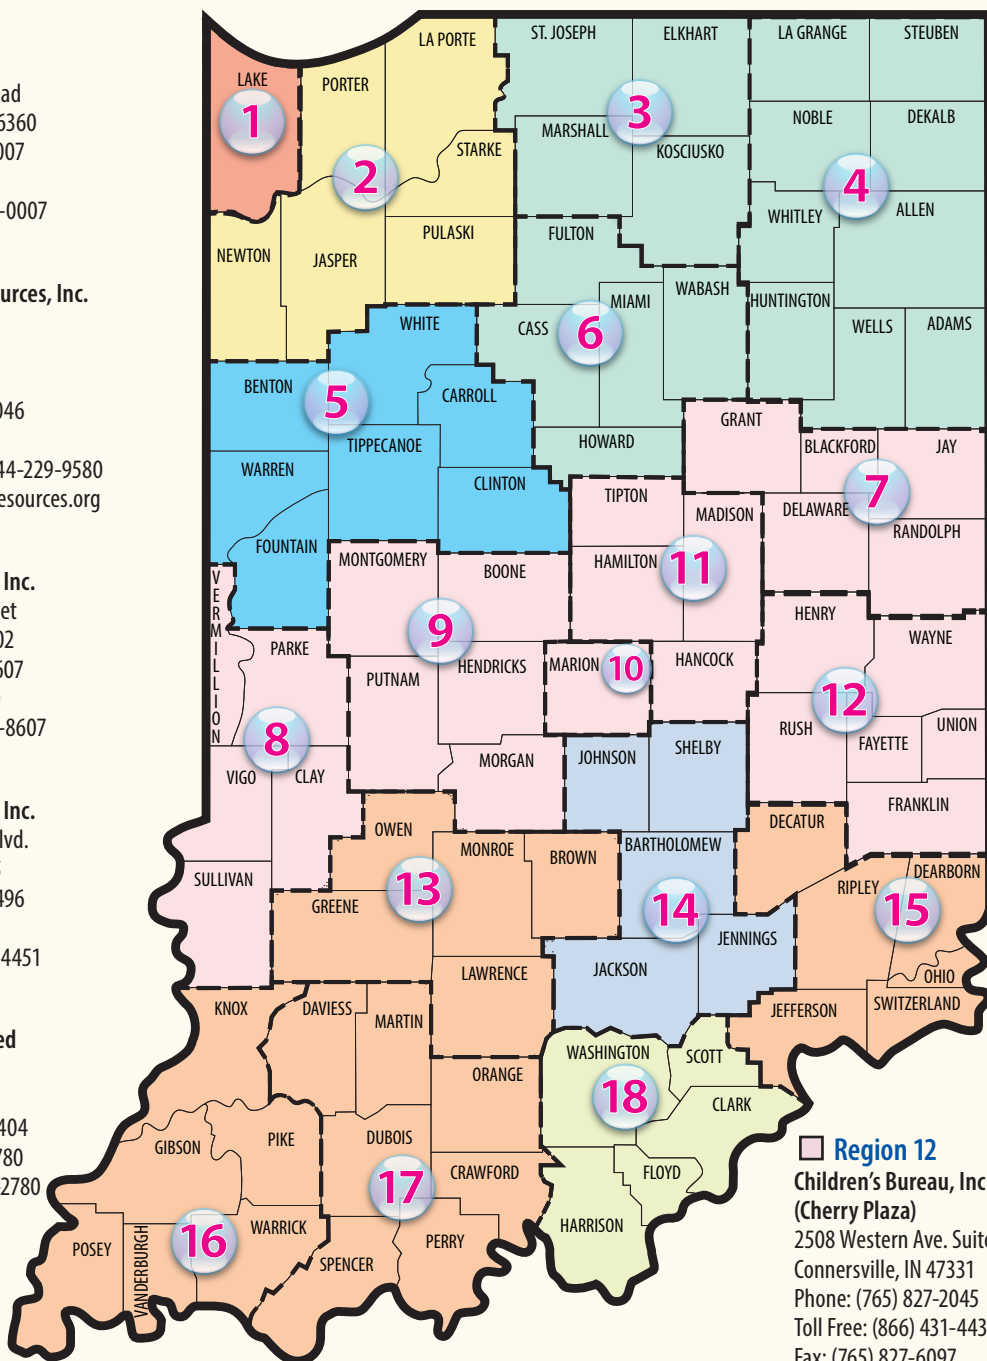 ad
6360
007
-0007
urces, Inc.
046
44-229-9580
esources.org
Inc.
et
02
607
-8607
Inc.
lvd.
496
4451
ed
404
780
-2780
LA PORTE
ST. JOSEPH
ELKHART
LA GRANGE
STEUBEN
LAKE
PORTER
1
3
NOBLE
DEKALB
MARSHALL
KOSCIUSKO
STARKE
2
4
WHITLEY
ALLEN
NEWTON
JASPER
PULASKI
FULTON
MIAMI
WABASH
HUNTINGTON
WHITE
CASS
6
WELLS
ADAMS
BENTON
5
CARROLL
GRANT
TIPPECANOE
HOWARD
BLACKFORD
JAY
WARREN
CLINTON
TIPTON
7
MADISON
DELAWARE
RANDOLPH
FOUNTAIN
MONTGOMERY
BOONE
HAMILTON
11
VERMILLION
HENRY
WAYNE
PARKE
9
HENDRICKS
MARION
10
HANCOCK
PUTNAM
12
RUSH
FAYETTE
UNION
8
VIGO
CLAY
MORGAN
JOHNSON
SHELBY
FRANKLIN
OWEN
DECATUR
MONROE
BROWN
BARTHOLOMEW
SULLIVAN
13
RIPLEY
DEARBORN
GREENE
14
15
JENNINGS
LAWRENCE
JACKSON
OHIO
KNOX
DAVIESS
MARTIN
JEFFERSON
SWITZERLAND
WASHINGTON
SCOTT
ORANGE
18
CLARK
GIBSON
PIKE
DUBOIS
CRAWFORD
FLOYD
17
HARRISON
POSEY
VANDERBURGH
16
WARRICK
SPENCER
PERRY
Region 12
Children's Bureau, Inc
(Cherry Plaza)
2508 Western Ave. Suite
Connersville, IN 47331
Phone: (765) 827-2045
Toll Free: (866) 431-443
Fax: (765) 827-6097